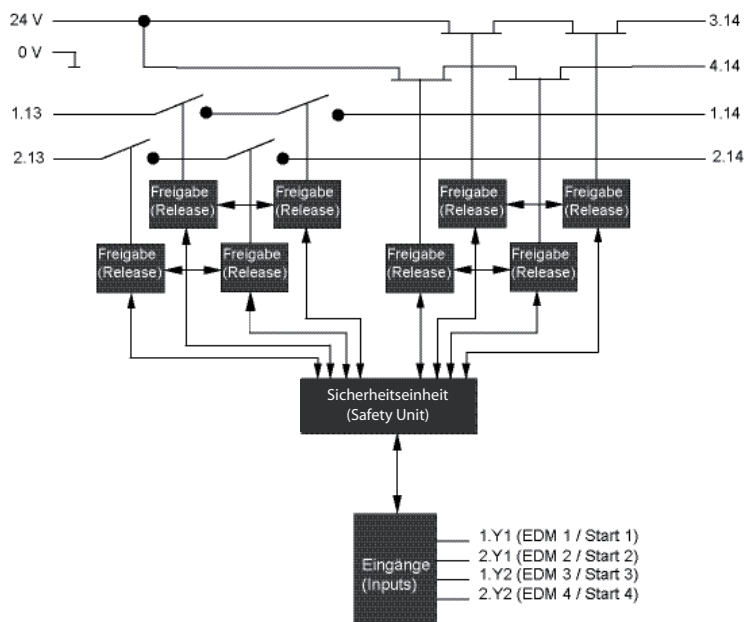 24 V
3.14
0 V
4.14
1.13
1.14
2.13
2.14
Freigabe
(Release)
Freigabe
(Release)
Freigabe
(Release)
Freigabe
(Release)
Freigabe
(Release)
Freigabe
(Release)
Freigabe
(Release)
Freigabe
(Release)
Sicherheitseinheit
(Safety Unit)
Eingänge
(Inputs)
1.Y1 (EDM 1 / Start 1)
2.Y1 (EDM 2 / Start 2)
1.Y2 (EDM 3 / Start 3)
2.Y2 (EDM 4 / Start 4)